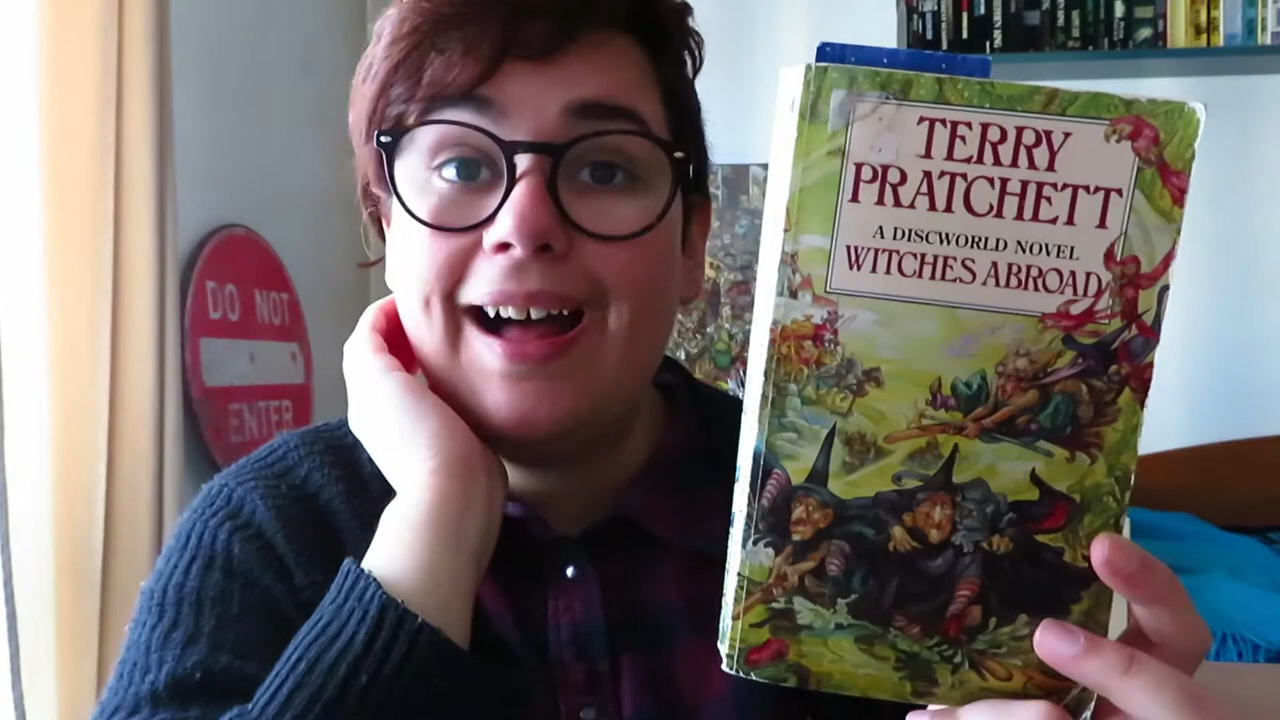 DO NOT
ENTER
TERRY
PRATCHETT
A DISCWORLD NOVEL
WITCHES ABROAD